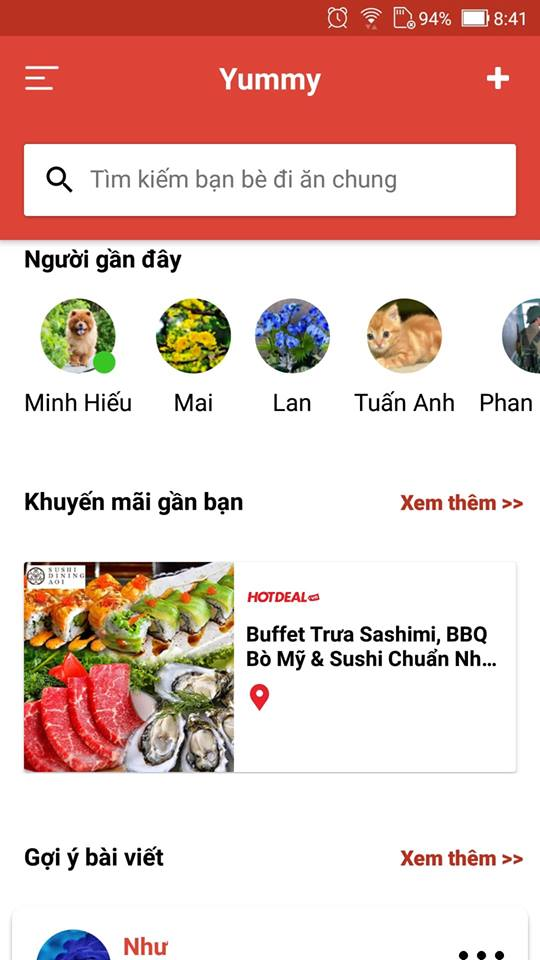 94% 8:41
Yummy
Tìm kiếm bạn bè đi ăn chung
Người gần đây
Minh Hiếu Mai Lan Tuấn Anh Phan
Khuyến mãi gần bạn Xem thêm >>
SUSHI
DINING
AOI
HOTDEAL
Buffet Trưa Sashimi, BBQ
Bò Mỹ & Sushi Chuẩn Nh...
Gợi ý bài viết Xem thêm >>
Như